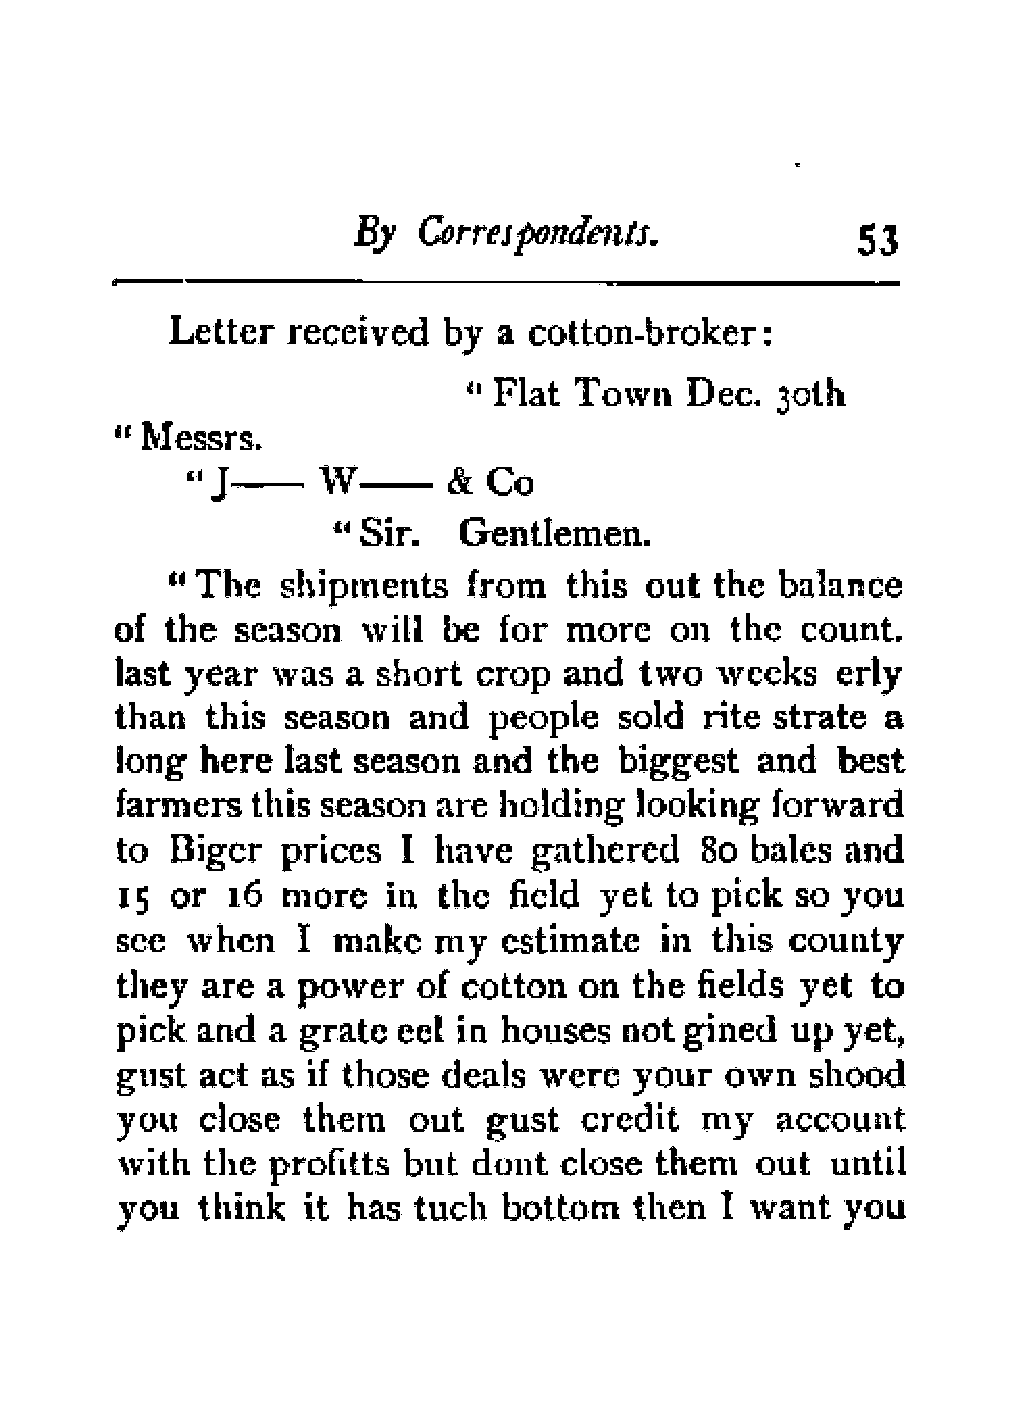 By Correspondents. 53
Letter received by a cotton-broker:
“Flat Town Dec. 30th
“Messrs.
“J—— W—— & Co
“Sir. Gentlemen.
“The shipments from this out the balance
of the season will be for more on the count.
last year was a short crop and two weeks erly
than this season and people sold rite strate a
long here last season and the biggest and best
farmers this season are holding looking forward
to Biger prices I have gathered 80 bales and
15 or 16 more in the field yet to pick so you
see when I make my estimate in this county
they are a power of cotton on the fields yet to
pick and a grate eel in houses not gined up yet,
gust act as if those deals were your own shood
you close them out gust credit my account
with the profitts but dont close them out until
you think it has tuch bottom then I want you